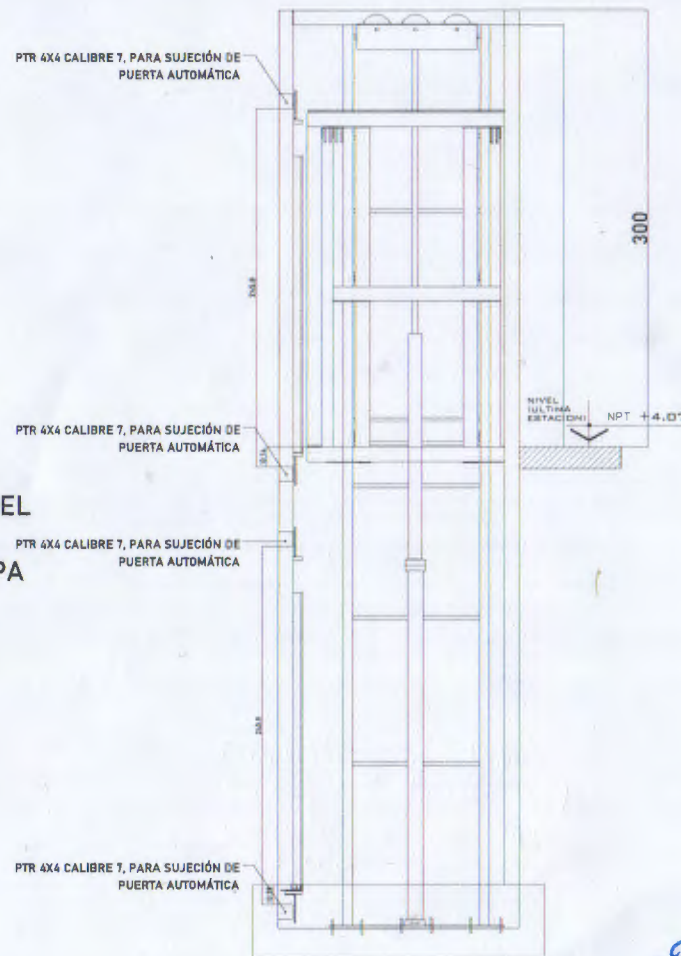 PTR 4X4 CALIBRE 7, PARA SUJECIÓN DE
PUERTA AUTOMÁTICA
300
NIVEL
(ULTIMA
ESTACION)
NPT +4.07
PTR 4X4 CALIBRE 7, PARA SUJECIÓN DE
PUERTA AUTOMÁTICA
EL
PTR 4X4 CALIBRE 7, PARA SUJECIÓN DE
PUERTA AUTOMÁTICA
PA
PTR 4X4 CALIBRE 7, PARA SUJECIÓN DE
PUERTA AUTOMÁTICA